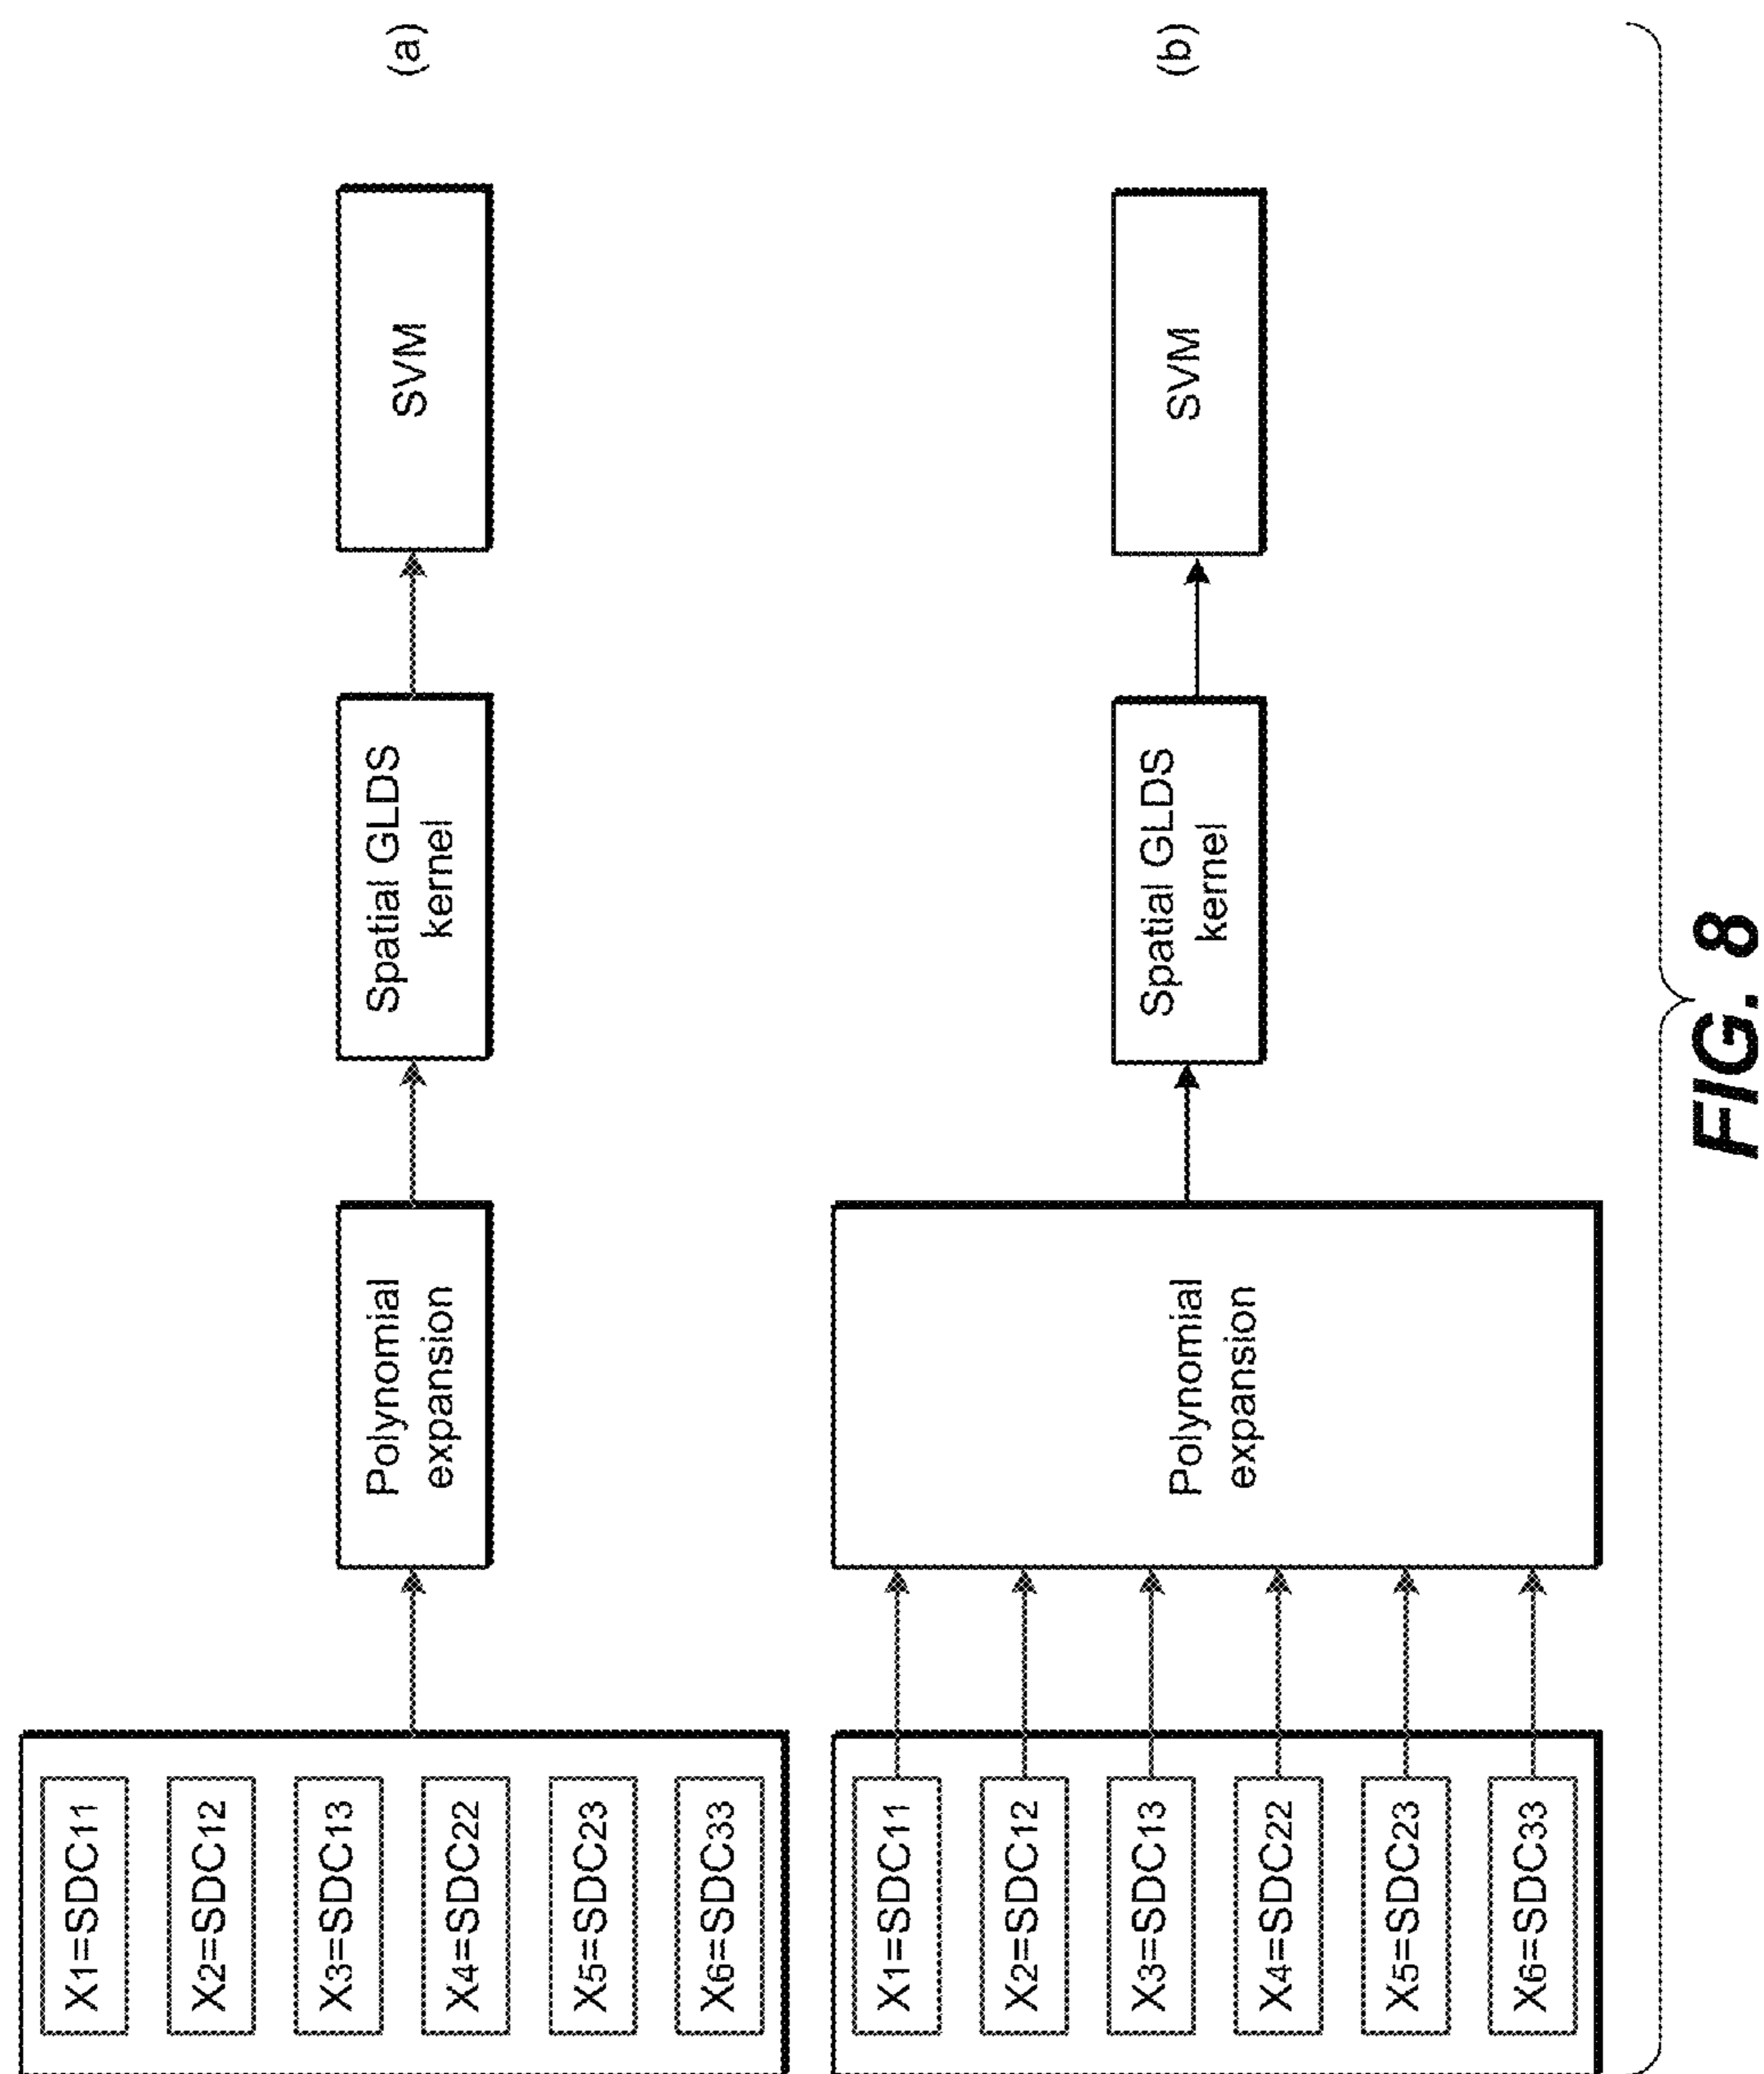 X1=SDC11
X2=SDC12
X3=SDC13
X4=SDC22
X5=SDC23
X6=SDC33
Polynomial
expansion
Spatial GLDS
kernel
SVM
(a)
X1=SDC11
X2=SDC12
X3=SDC13
X4=SDC22
X5=SDC23
X6=SDC33
Polynomial
expansion
Spatial GLDS
kernel
SVM
(b)
FIG. 8